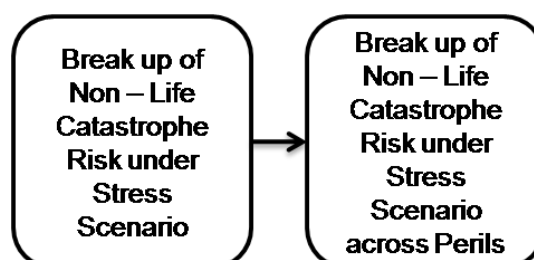 Break up of
Non – Life
Catastrophe
Risk under
Stress
Scenario
Break up of
Non – Life
Catastrophe
Risk under
Stress
Scenario
across Perils